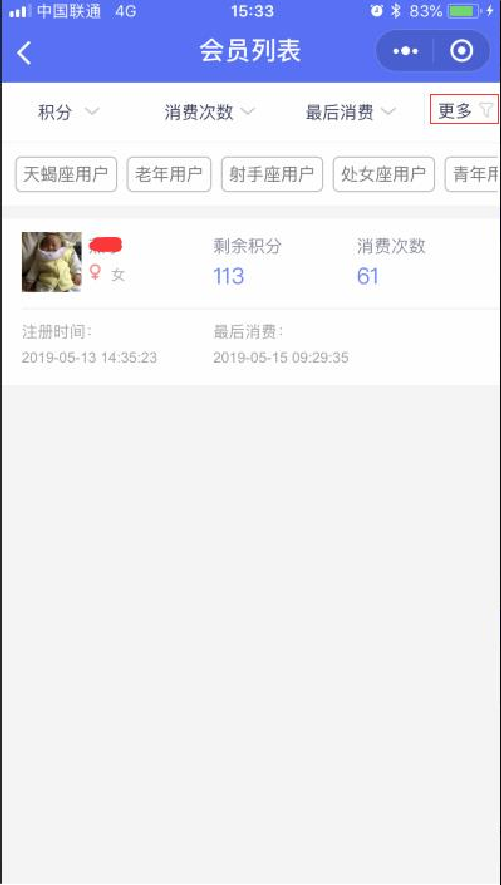 中国联通 4G 15:33 83%
会员列表
积分 消费次数 最后消费 更多
天蝎座用户 老年用户 射手座用户 处女座用户 青年用
剩余积分 消费次数
女 113 61
注册时间: 最后消费:
2019-05-13 14:35:23 2019-05-15 09:29:35